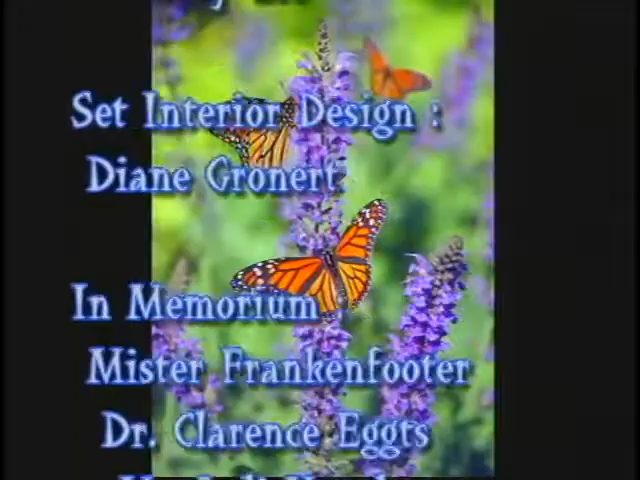 Set Interior Design :
Diane Gronert
In Memorium
Mister Frankenfooter
Dr. Clarence Eggts